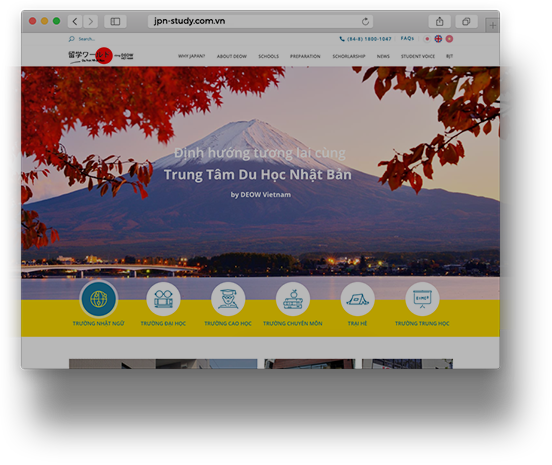 jpn-study.com.vn
Search...
(84-8) 1800-1047 FAQs
留学ワールド
DEOW
WHY JAPAN? ABOUT DEOW SCHOOLS PREPARATION SCHORLARSHIP NEWS STUDENT VOICE BJT
Định hướng tương lai cùng
Trung Tâm Du Học Nhật Bản
by DEOW Vietnam
TRƯỜNG NHẬT NGỮ TRƯỜNG ĐẠI HỌC TRƯỜNG CAO HỌC TRƯỜNG CHUYÊN MÔN TRẠI HÈ TRƯỜNG TRUNG HỌC